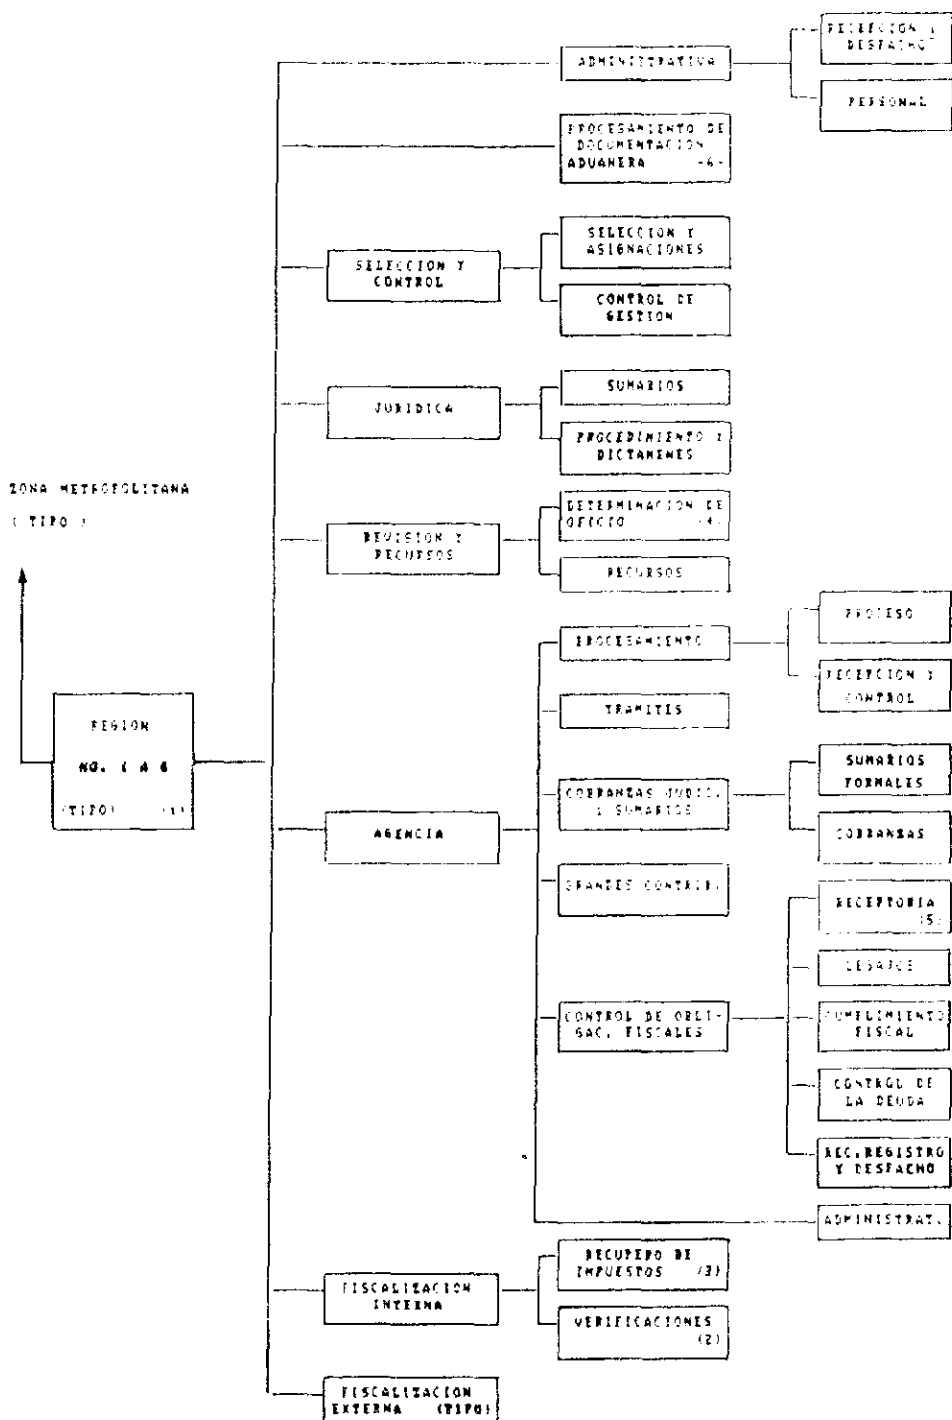 RECEPCION Y
DESPACHO
ADMINISTRATIVA
PERSONAL
PROCESAMIENTO DE
DOCUMENTACION
ADUANERA -6-
SELECCION Y
ASIGNACIONES
SELECCION Y
CONTROL
CONTROL DE
GESTION
SUMARIOS
JURIDICA
PROCEDIMIENTO Y
DICTAMENES
ZONA METROPOLITANA
( TIPO )
DETERMINACION DE
OFICIO (4)
REVISION Y
RECURSOS
RECURSOS
PROCESO
PROCESAMIENTO
RECEPCION Y
CONTROL
REGION
NO. 1 A 6
(TIPO) (1)
TRAMITES
SUMARIOS
FORMALES
COBRANZAS JUDIC.
Y SUMARIOS
AGENCIA
COBRANZAS
GRANDES CONTRIB.
RECEPTORIA
(5)
CONTROL DE OBLI-
GAC. FISCALES
CUMPLIMIENTO
FISCAL
CONTROL DE
LA DEUDA
REC. REGISTRO
Y DESPACHO
ADMINISTRAT.
RECUPERO DE
IMPUESTOS (3)
FISCALIZACION
INTERNA
VERIFICACIONES
(2)
FISCALIZACION
EXTERNA (TIPO)